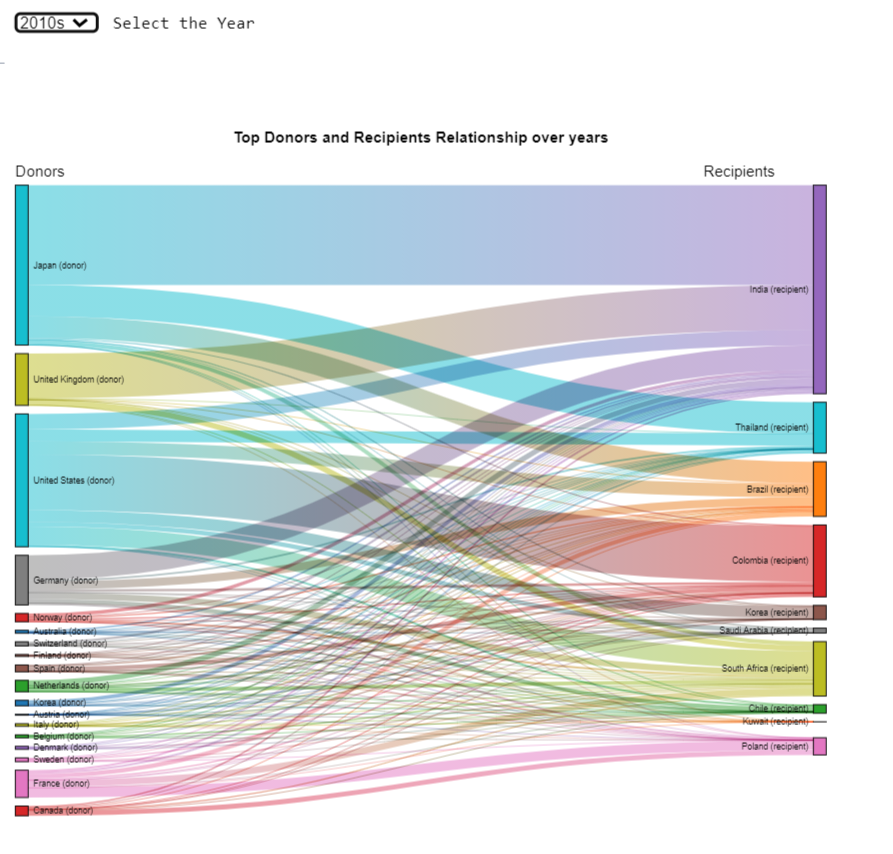 2010s Select the Year
Top Donors and Recipients Relationship over years
Donors
Recipients
Japan (donor)
United Kingdom (donor)
United States (donor)
Germany (donor)
Norway (donor)
Australia (donor)
Switzerland (donor)
Finland (donor)
Spain (donor)
Netherlands (donor)
Korea (donor)
Austria (donor)
Italy (donor)
Belgium (donor)
Denmark (donor)
Sweden (donor)
France (donor)
Canada (donor)
India (recipient)
Thailand (recipient)
Brazil (recipient)
Colombia (recipient)
Korea (recipient)
Saudi Arabia (recipient)
South Africa (recipient)
Chile (recipient)
Kuwait (recipient)
Poland (recipient)